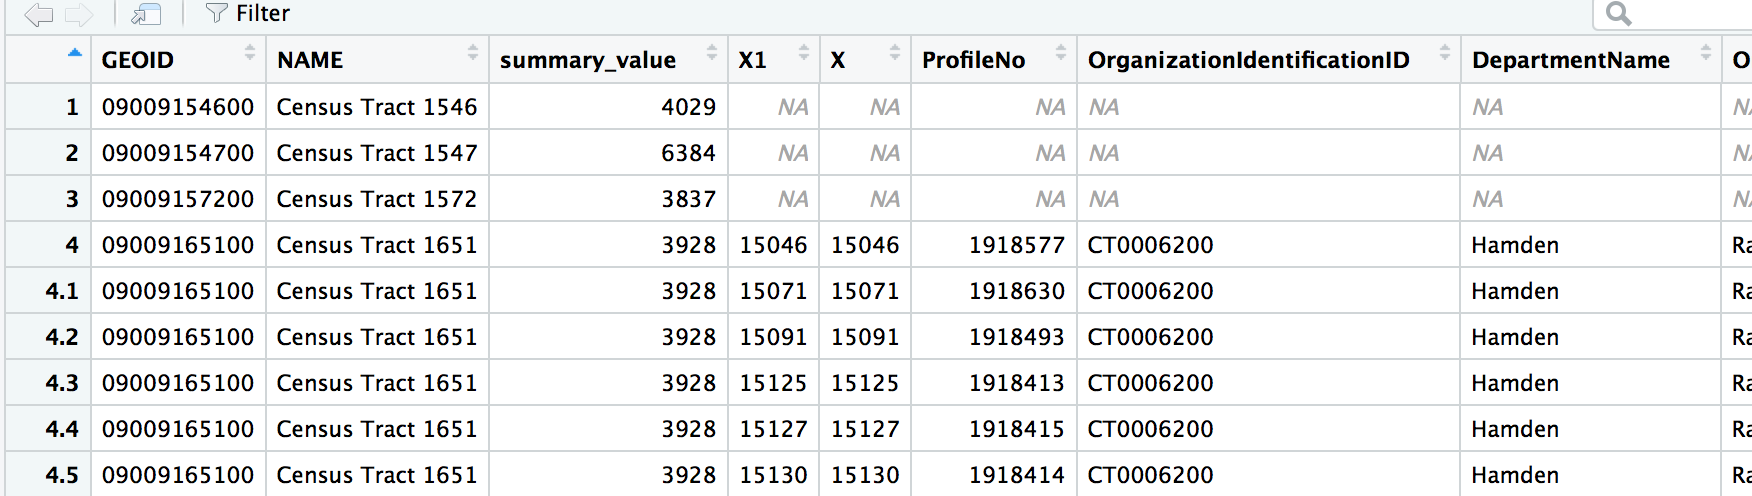 Filter
GEOID NAME summary_value X1 X ProfileNo OrganizationIdentificationID DepartmentName O
1 09009154600 Census Tract 1546 4029 NA NA NA NA NA NA
2 09009154700 Census Tract 1547 6384 NA NA NA NA NA NA
3 09009157200 Census Tract 1572 3837 NA NA NA NA NA NA
4 09009165100 Census Tract 1651 3928 15046 15046 1918577 CT0006200 Hamden Ra
4.1 09009165100 Census Tract 1651 3928 15071 15071 1918630 CT0006200 Hamden Ra
4.2 09009165100 Census Tract 1651 3928 15091 15091 1918493 CT0006200 Hamden Ra
4.3 09009165100 Census Tract 1651 3928 15125 15125 1918413 CT0006200 Hamden Ra
4.4 09009165100 Census Tract 1651 3928 15127 15127 1918415 CT0006200 Hamden Ra
4.5 09009165100 Census Tract 1651 3928 15130 15130 1918414 CT0006200 Hamden Ra